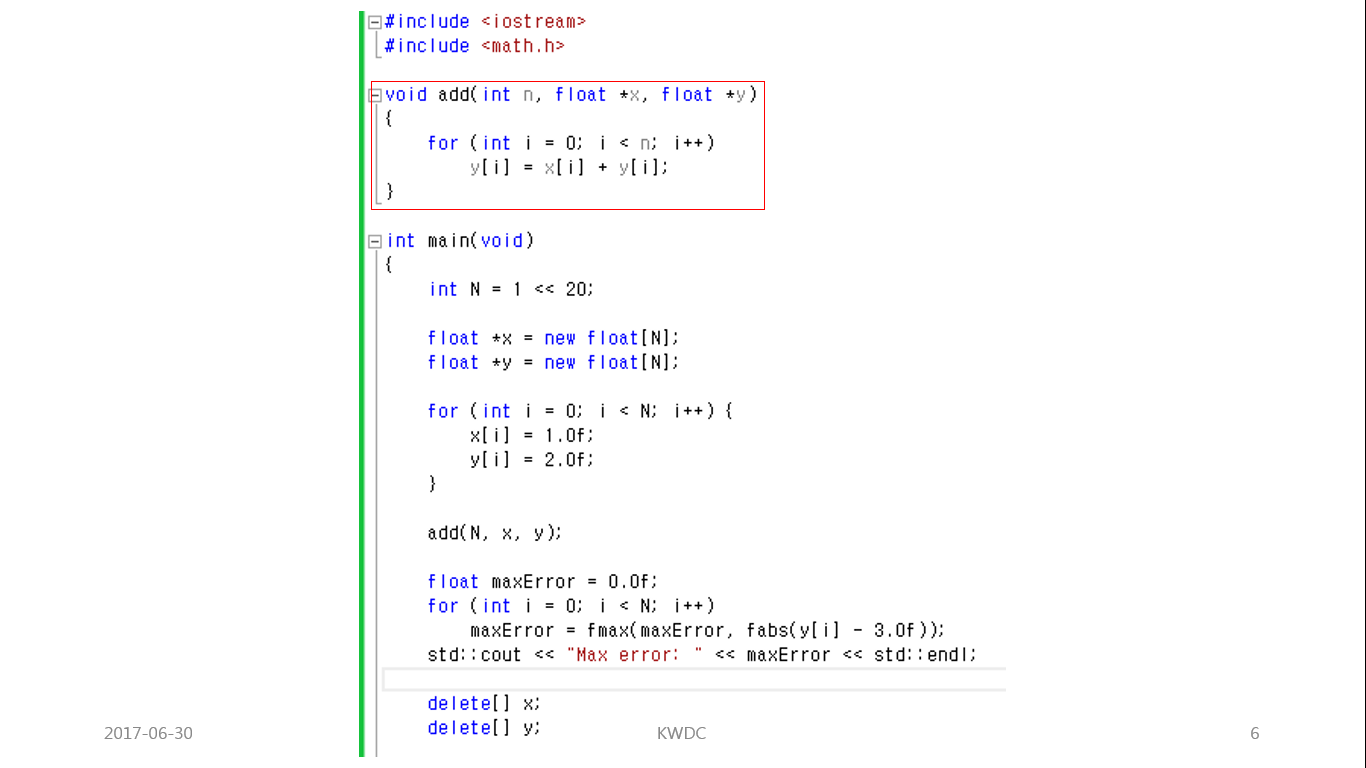 #include <iostream>
#include <math.h>
void add(int n, float *x, float *y)
{
    for (int i = 0; i < n; i++)
        y[i] = x[i] + y[i];
}
int main(void)
{
    int N = 1 << 20;
    float *x = new float[N];
    float *y = new float[N];
    for (int i = 0; i < N; i++) {
        x[i] = 1.0f;
        y[i] = 2.0f;
    }
    add(N, x, y);
    float maxError = 0.0f;
    for (int i = 0; i < N; i++)
        maxError = fmax(maxError, fabs(y[i] - 3.0f));
    std::cout << "Max error: " << maxError << std::endl;
    delete[] x;
    delete[] y;
2017-06-30 KWDC 6